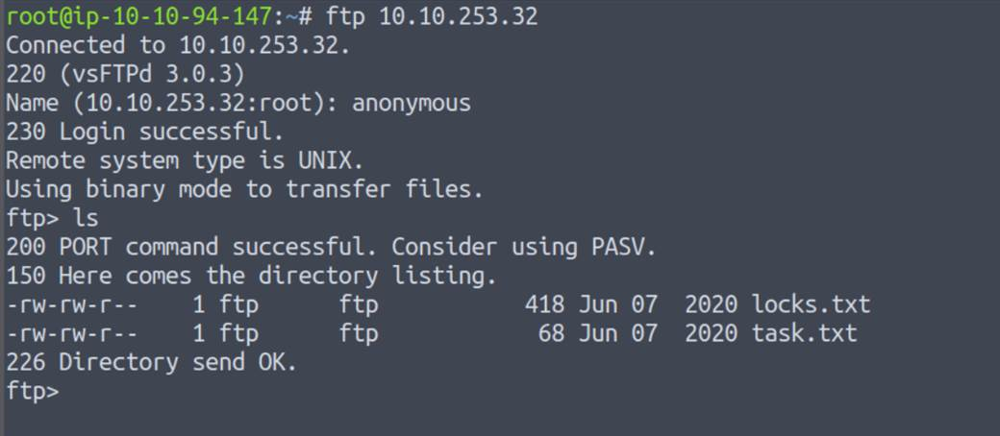 root@ip-10-10-94-147:~# ftp 10.10.253.32
Connected to 10.10.253.32.
220 (vsFTPd 3.0.3)
Name (10.10.253.32:root): anonymous
230 Login successful.
Remote system type is UNIX.
Using binary mode to transfer files.
ftp> ls
200 PORT command successful. Consider using PASV.
150 Here comes the directory listing.
-rw-rw-r--    1 ftp      ftp           418 Jun 07  2020 locks.txt
-rw-rw-r--    1 ftp      ftp            68 Jun 07  2020 task.txt
226 Directory send OK.
ftp>